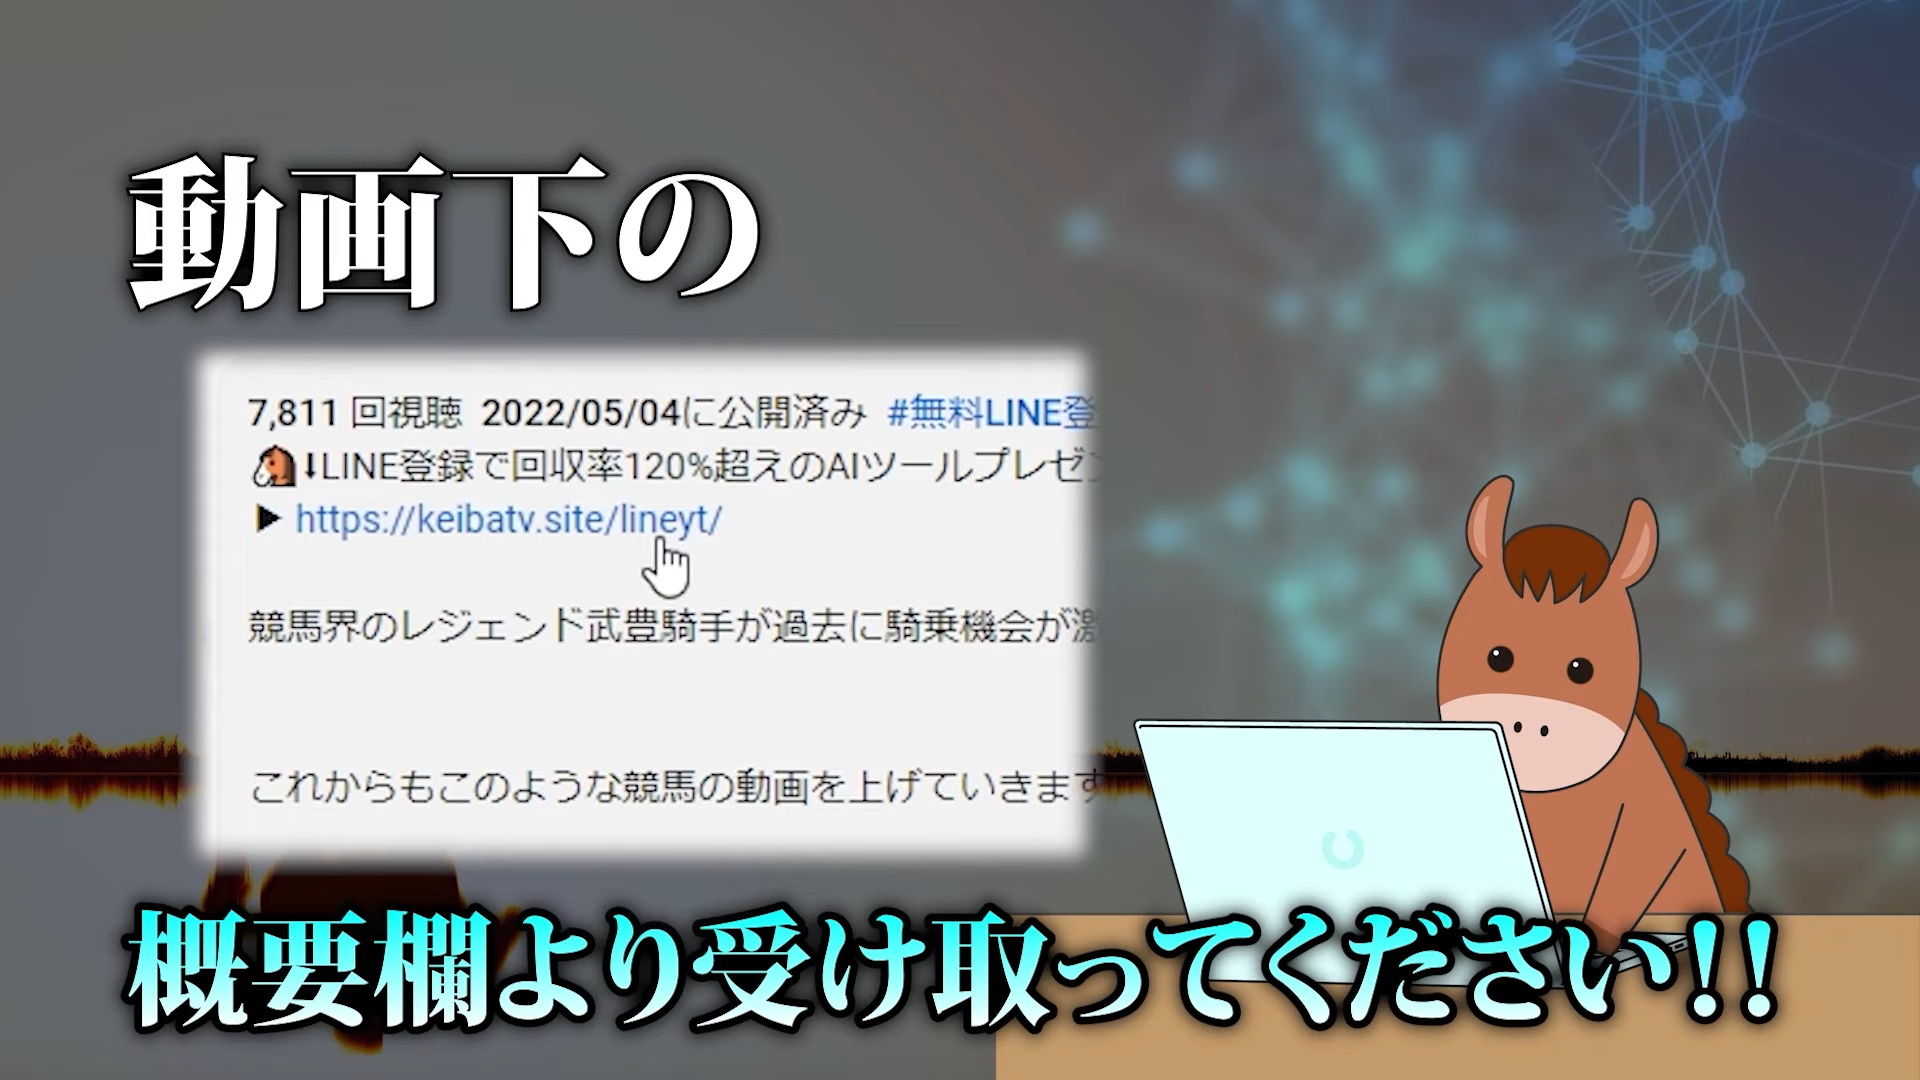 動画下の
7,811 回視聴 2022/05/04に公開済み #無料LINE登
⬇LINE登録で回収率120%超えのAIツールプレゼ
▶ https://keibatv.site/lineyt/
競馬界のレジェンド武豊騎手が過去に騎乗機会が激
これからもこのような競馬の動画を上げていきます
概要欄より受け取ってください!!